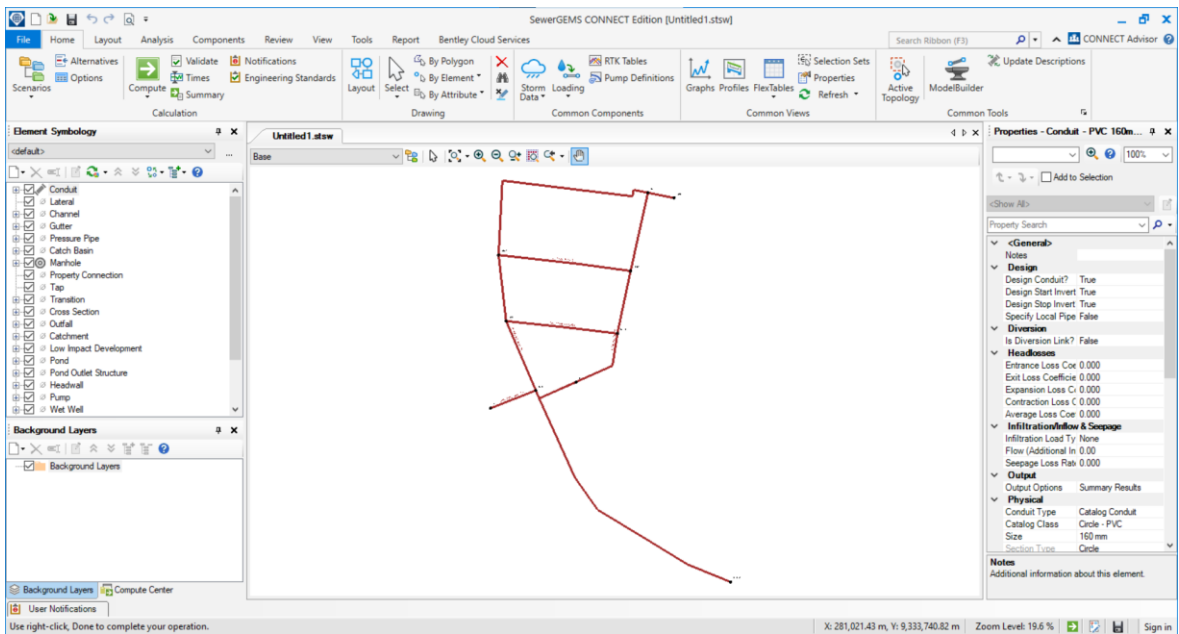 SewerGEMS CONNECT Edition [Untitled1.stsw]
File Home Layout Analysis Components Review View Tools Report Bentley Cloud Services Search Ribbon (F3) CONNECT Advisor
Scenarios Alternatives Options Compute Validate Times Summary Notifications Engineering Standards Layout Select By Polygon By Element By Attribute Storm Data Loading RTK Tables Pump Definitions Graphs Profiles FlexTables Selection Sets Properties Refresh Active Topology ModelBuilder Update Descriptions
Calculation Drawing Common Components Common Views Common Tools
Element Symbology
<default>
...
Conduit
Lateral
Channel
Gutter
Pressure Pipe
Catch Basin
Manhole
Property Connection
Tap
Transition
Cross Section
Outfall
Catchment
Low Impact Development
Pond
Pond Outlet Structure
Headwall
Pump
Wet Well
Background Layers
Background Layers
Background Layers Compute Center
User Notifications
Untitled1.stsw
Base
Properties - Conduit - PVC 160m...
100%
Add to Selection
<Show All>
Property Search
<General>
Notes
Design
Design Conduit? True
Design Start Invert True
Design Stop Invert True
Specify Local Pipe False
Diversion
Is Diversion Link? False
Headlosses
Entrance Loss Coe 0.000
Exit Loss Coefficie 0.000
Expansion Loss C 0.000
Contraction Loss C 0.000
Average Loss Coe 0.000
Infiltration/Inflow & Seepage
Infiltration Load Ty None
Flow (Additional In 0.00
Seepage Loss Rate 0.000
Output
Output Options Summary Results
Physical
Conduit Type Catalog Conduit
Catalog Class Circle - PVC
Size 160 mm
Section Type Circle
Notes
Additional information about this element.
Use right-click, Done to complete your operation.
X: 281,021.43 m, Y: 9,333,740.82 m Zoom Level: 19.6 % Sign in